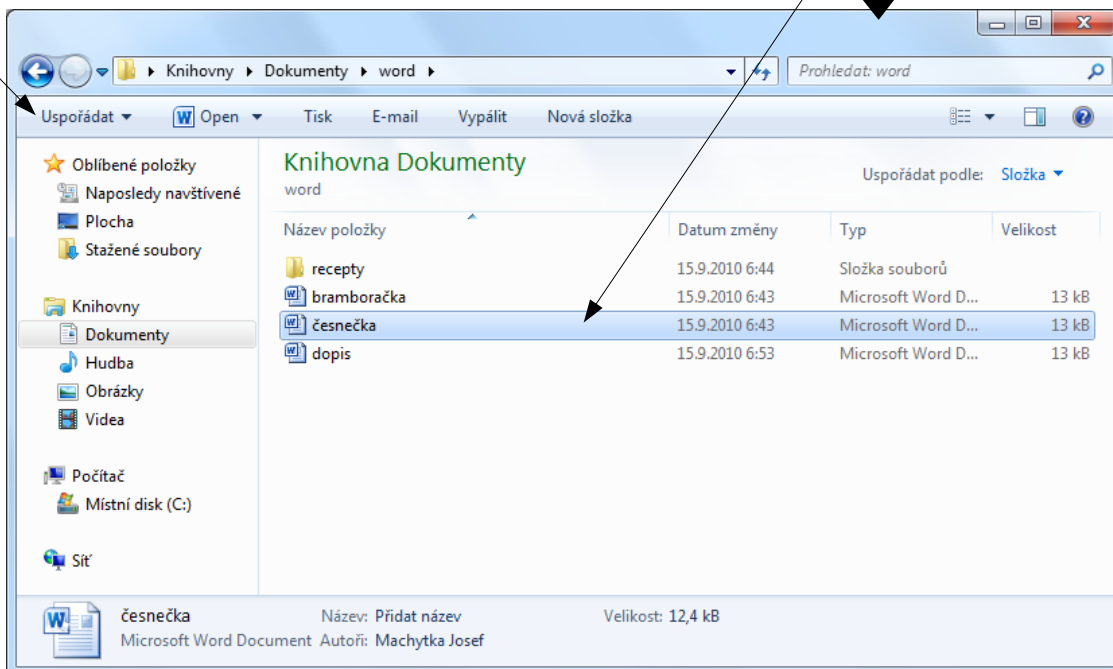 Knihovny Dokumenty word Prohledat: word
Uspořádat Open Tisk E-mail Vypálit Nová složka
Oblíbené položky
Naposledy navštívené
Plocha
Stažené soubory
Knihovny
Dokumenty
Hudba
Obrázky
Videa
Počítač
Místní disk (C:)
Síť
Knihovna Dokumenty
word
Uspořádat podle: Složka
Název položky Datum změny Typ Velikost
recepty 15.9.2010 6:44 Složka souborů
bramboračka 15.9.2010 6:43 Microsoft Word D... 13 kB
česnečka 15.9.2010 6:43 Microsoft Word D... 13 kB
dopis 15.9.2010 6:53 Microsoft Word D... 13 kB
česnečka Název: Přidat název Velikost: 12,4 kB
Microsoft Word Document Autoři: Machytka Josef